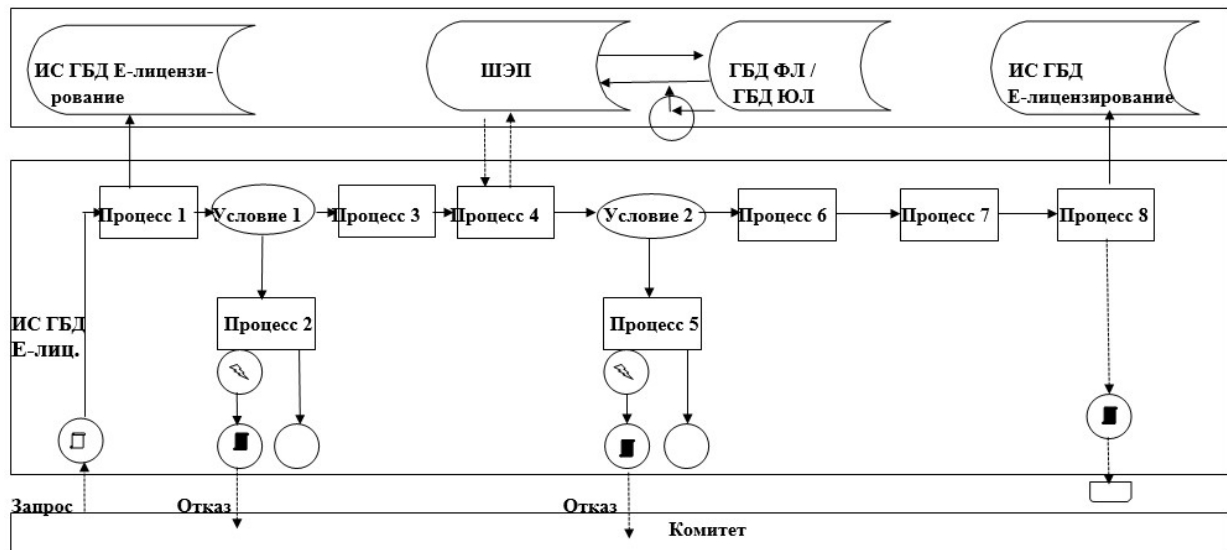 ИС ГБД Е-лицензи-
рование
ШЭП
ГБД ФЛ /
ГБД ЮЛ
ИС ГБД
Е-лицензирование
Процесс 1
Условие 1
Процесс 3
Процесс 4
Условие 2
Процесс 6
Процесс 7
Процесс 8
ИС ГБД
Е-лиц.
Процесс 2
Процесс 5
Запрос
Отказ
Отказ
Комитет